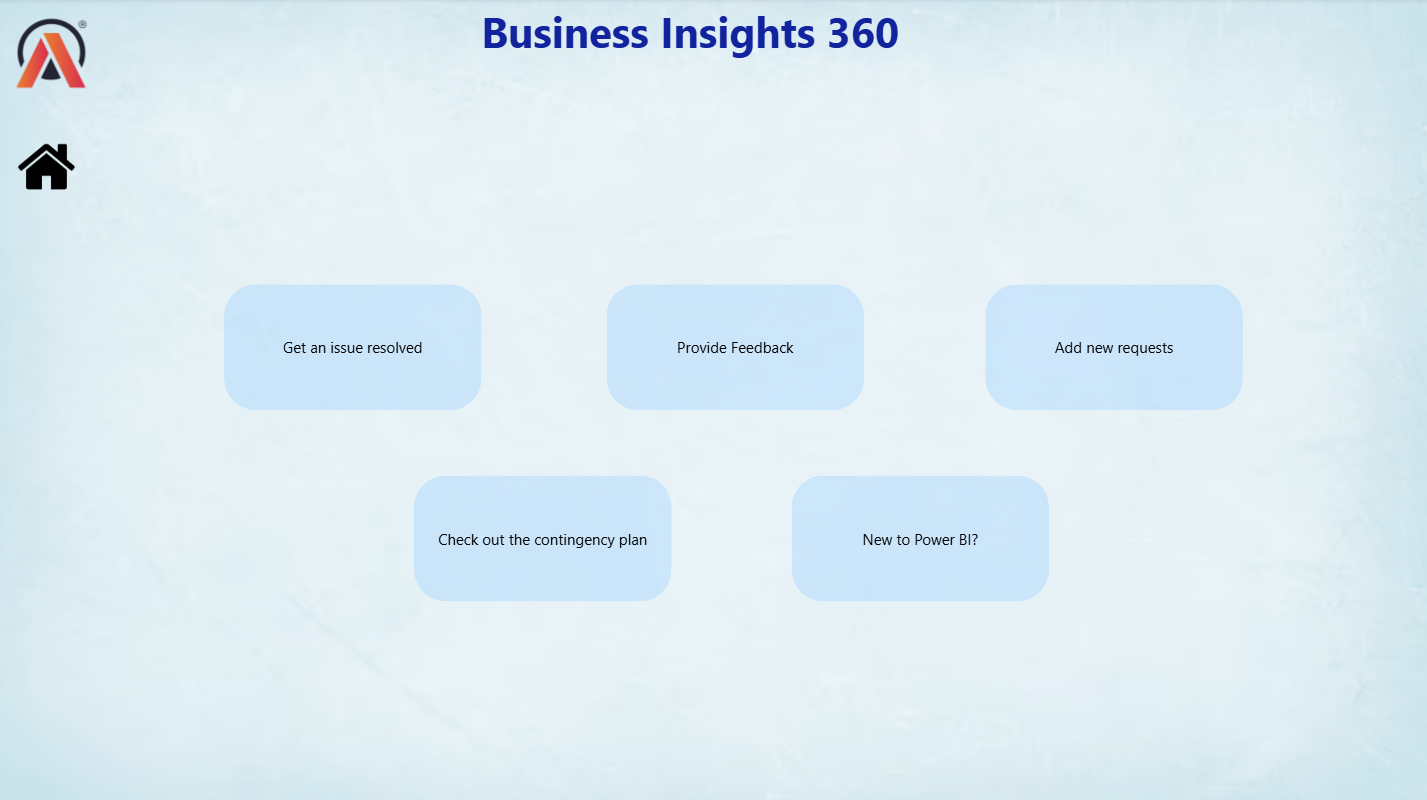 Business Insights 360
®
Get an issue resolved
Provide Feedback
Add new requests
Check out the contingency plan
New to Power BI?